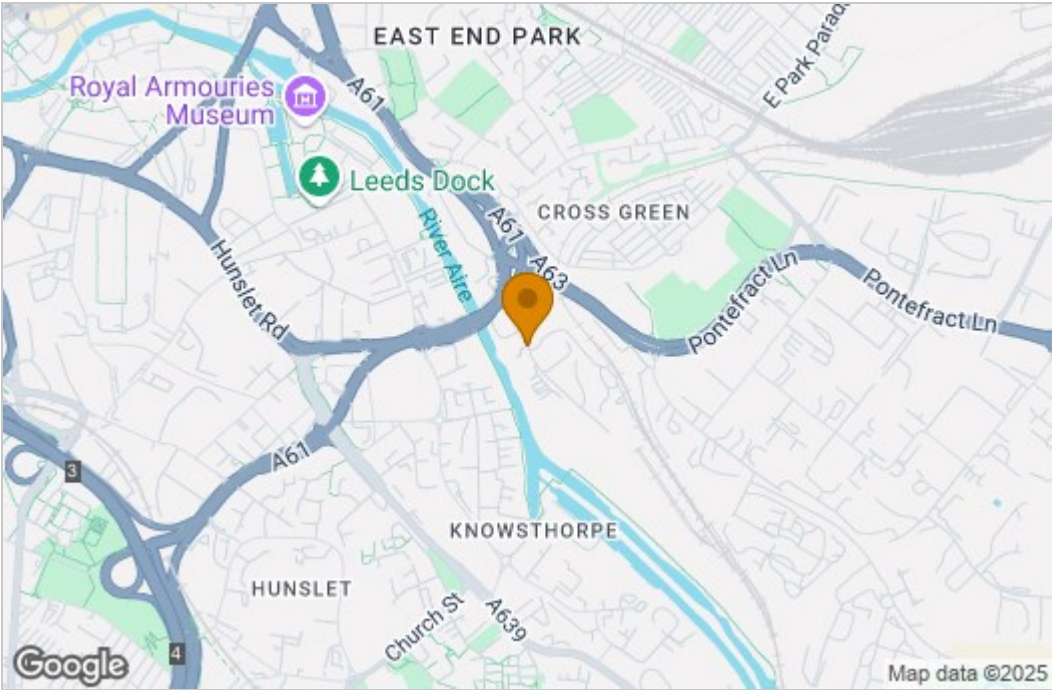 EAST END PARK
E Park Parad
Royal Armouries
Museum
A61
Leeds Dock
CROSS GREEN
River Aire
A61
A63
Hunslet Rd
Pontefract Ln
Pontefract Ln
A61
3
KNOWSTHORPE
HUNSLET
A639
Church St
4
Google
Map data ©2025